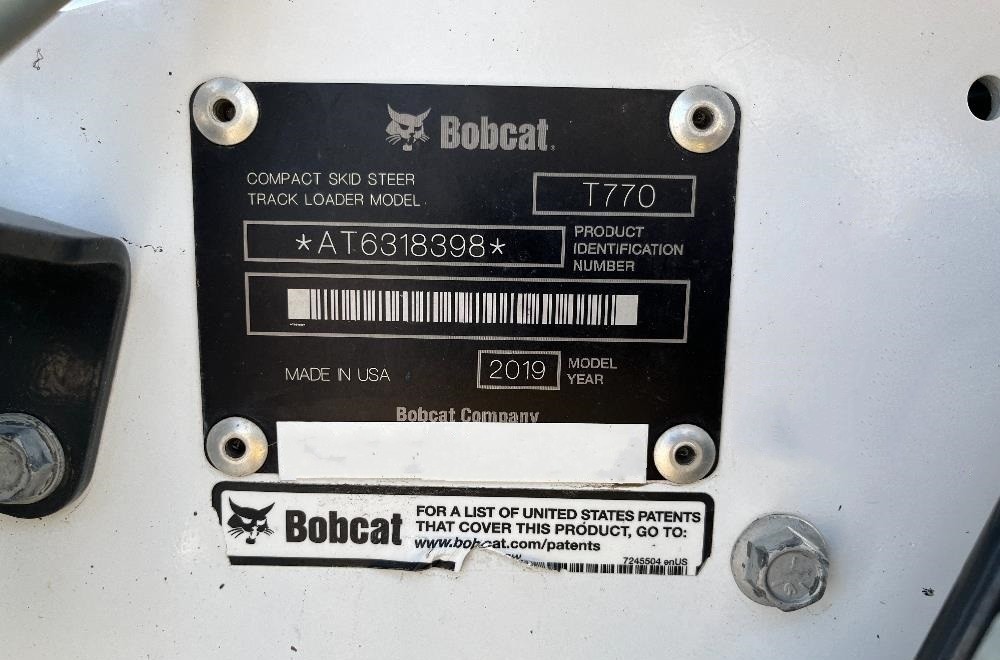 Bobcat.
COMPACT SKID STEER
TRACK LOADER MODEL
T770
*AT6318398*
PRODUCT
IDENTIFICATION
NUMBER
MADE IN USA
2019
MODEL
YEAR
Bobcat Company
Bobcat
FOR A LIST OF UNITED STATES PATENTS
THAT COVER THIS PRODUCT, GO TO:
www.bobcat.com/patents
7245504 enUS